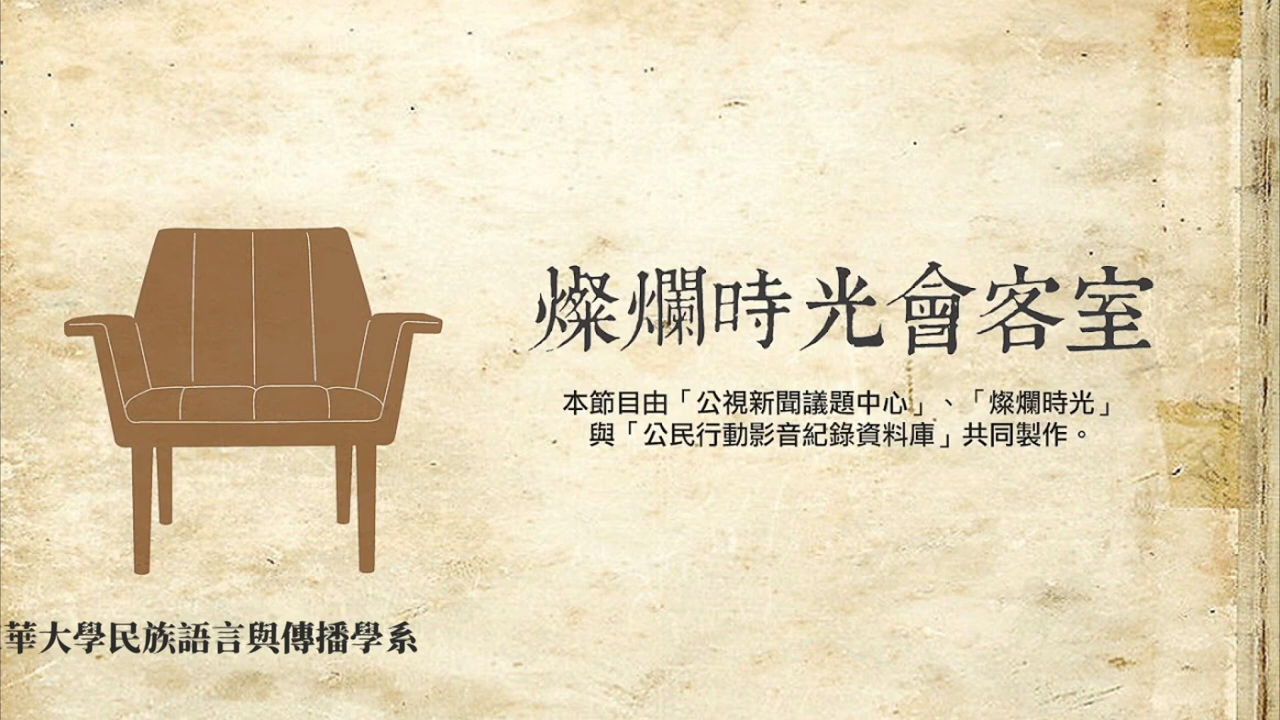 燦爛時光會客室
本節目由「公視新聞議題中心」、「燦爛時光」
與「公民行動影音紀錄資料庫」共同製作。
華大學民族語言與傳播學系